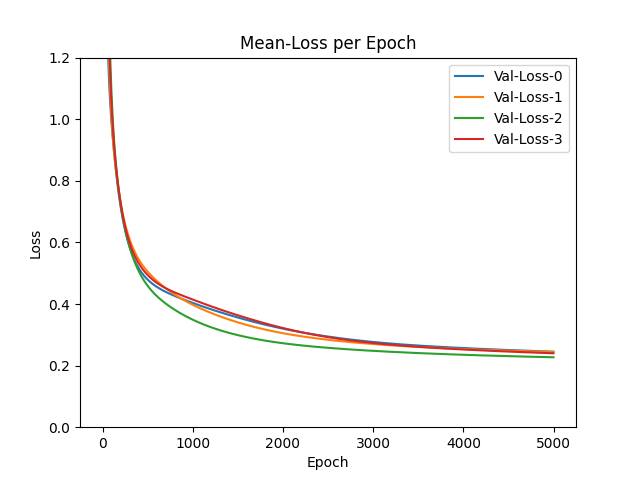 Mean-Loss per Epoch
Val-Loss-0
Val-Loss-1
Val-Loss-2
Val-Loss-3
Loss
1.2
1.0
0.8
0.6
0.4
0.2
0.0
0 1000 2000 3000 4000 5000
Epoch